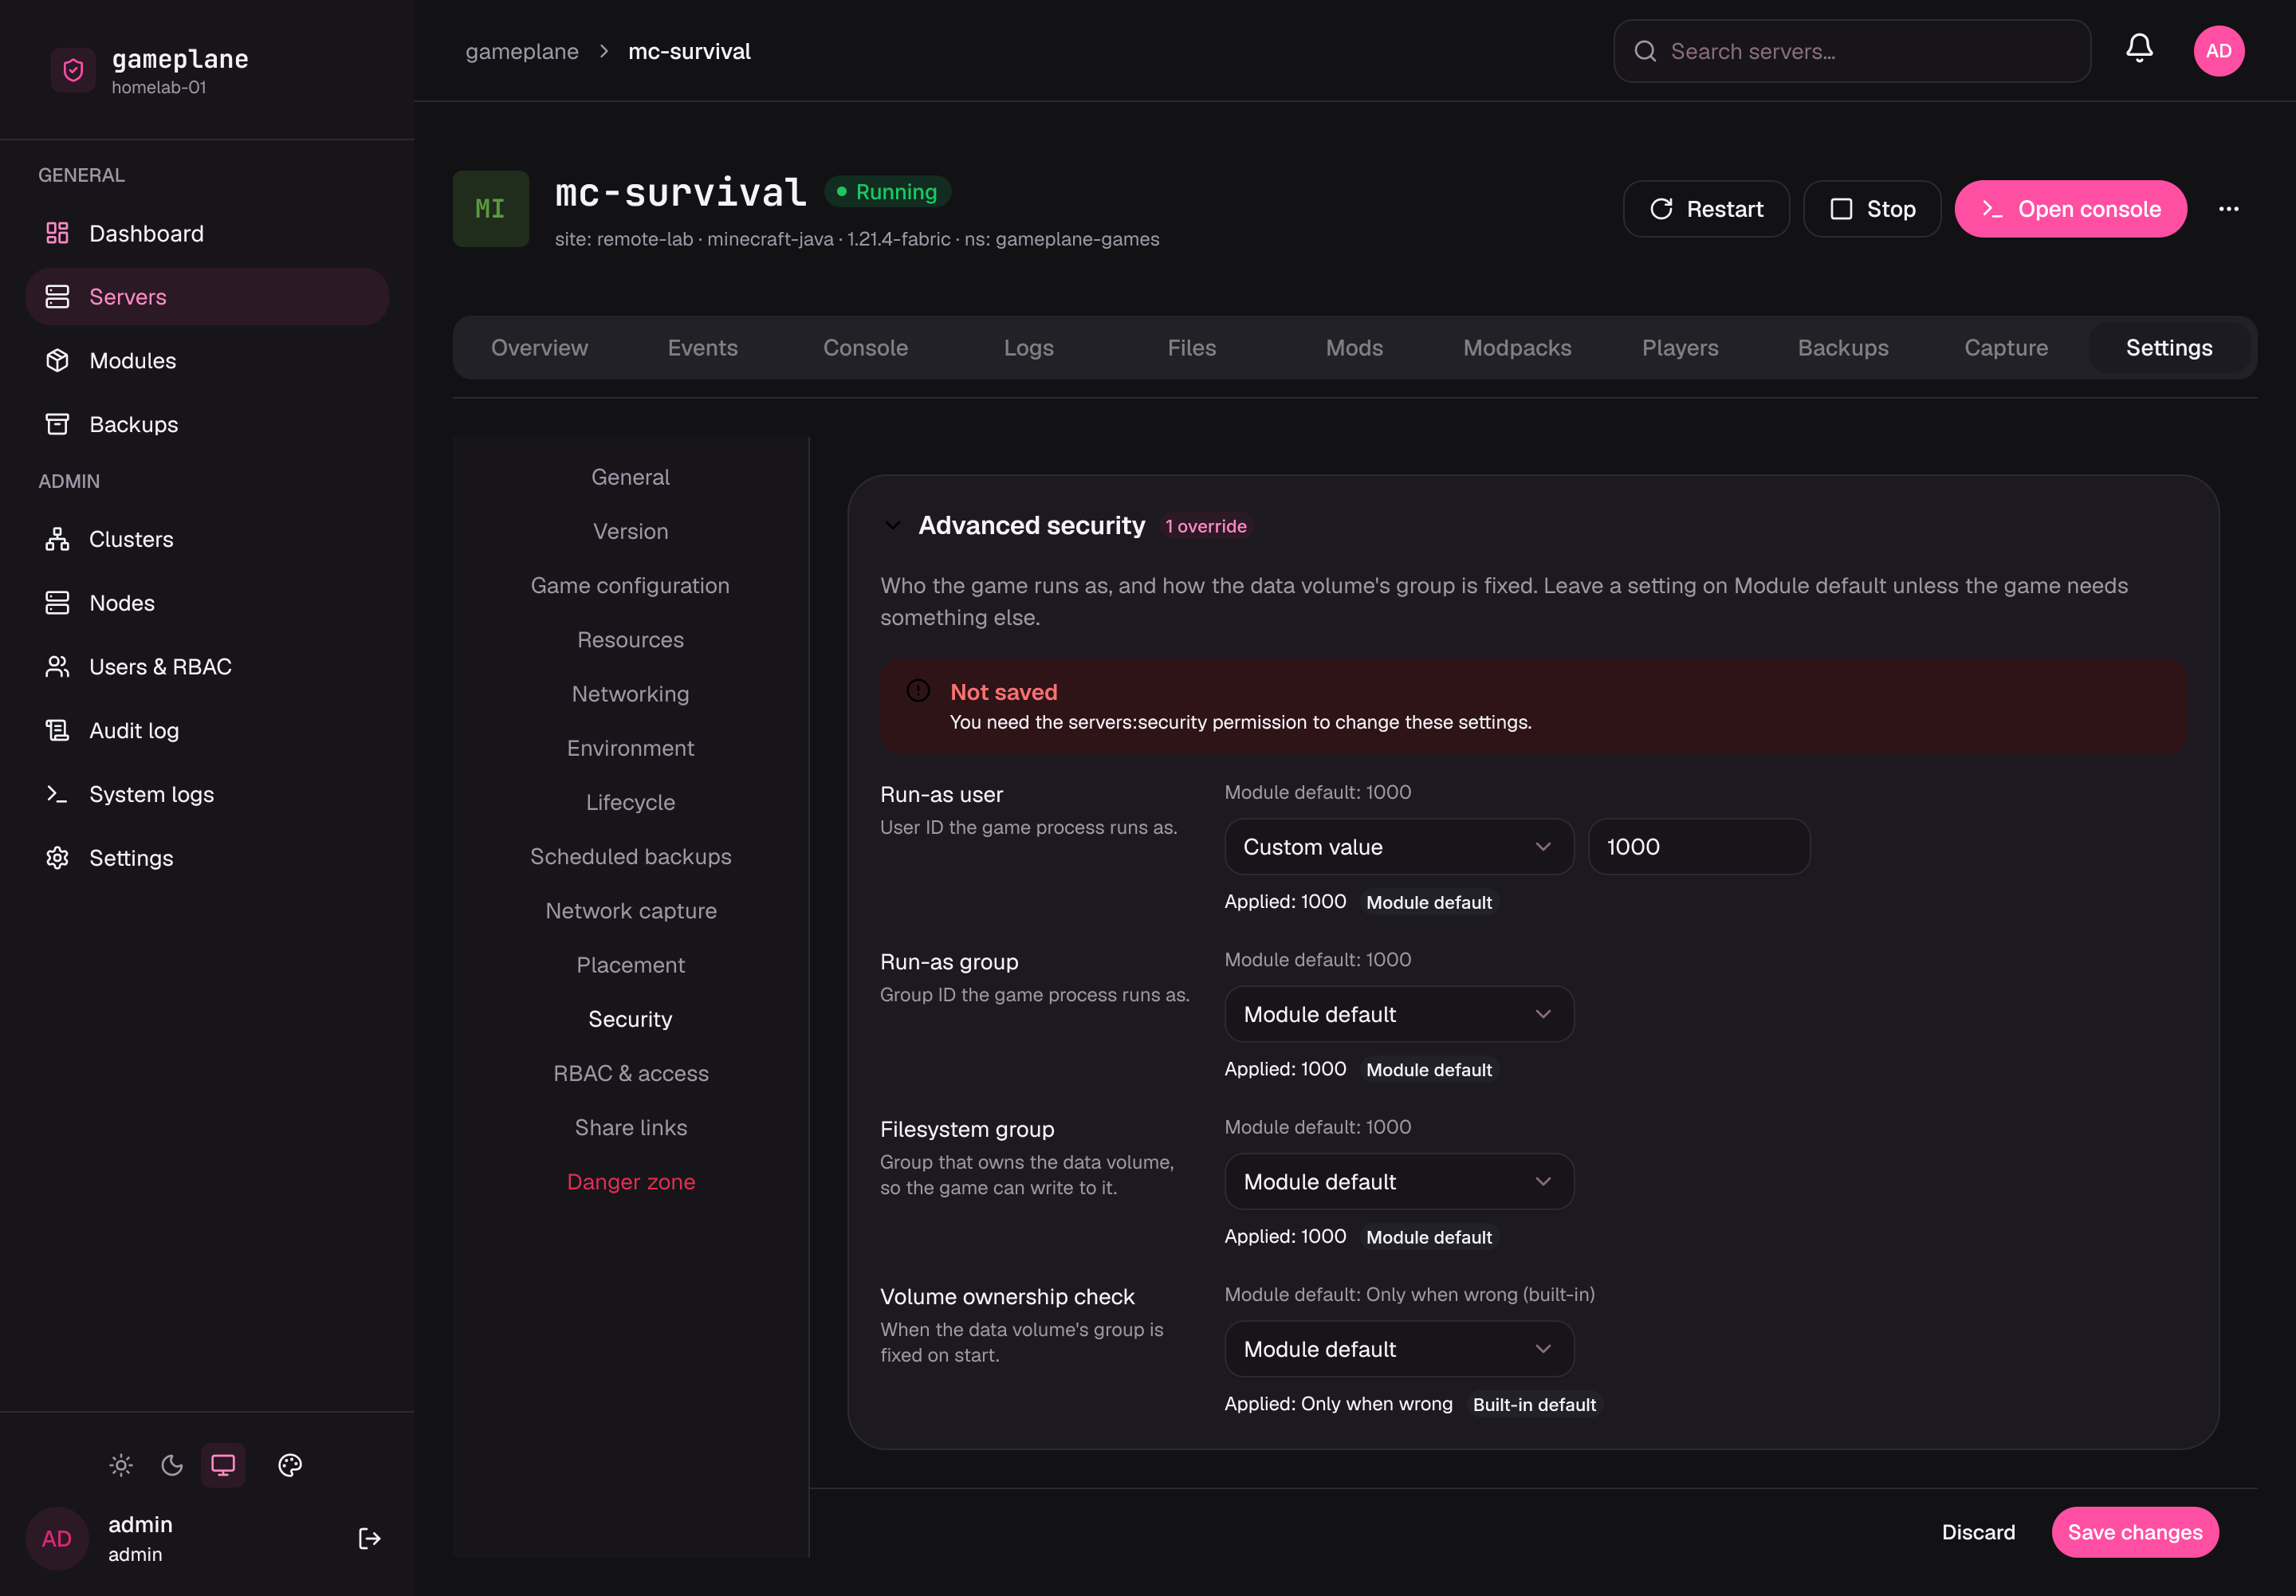 gameplane
homelab-01
GENERAL
Dashboard
Servers
Modules
Backups
ADMIN
Clusters
Nodes
Users & RBAC
Audit log
System logs
Settings
AD
admin
admin
gameplane > mc-survival
Search servers...
AD
MI
mc-survival
Running
site: remote-lab · minecraft-java · 1.21.4-fabric · ns: gameplane-games
Restart
Stop
Open console
Overview
Events
Console
Logs
Files
Mods
Modpacks
Players
Backups
Capture
Settings
General
Version
Game configuration
Resources
Networking
Environment
Lifecycle
Scheduled backups
Network capture
Placement
Security
RBAC & access
Share links
Danger zone
Advanced security
1 override
Who the game runs as, and how the data volume's group is fixed. Leave a setting on Module default unless the game needs
something else.
Not saved
You need the servers:security permission to change these settings.
Run-as user
User ID the game process runs as.
Module default: 1000
Custom value
1000
Applied: 1000
Module default
Run-as group
Group ID the game process runs as.
Module default: 1000
Module default
Applied: 1000
Module default
Filesystem group
Group that owns the data volume,
so the game can write to it.
Module default: 1000
Module default
Applied: 1000
Module default
Volume ownership check
When the data volume's group is
fixed on start.
Module default: Only when wrong (built-in)
Module default
Applied: Only when wrong
Built-in default
Discard
Save changes